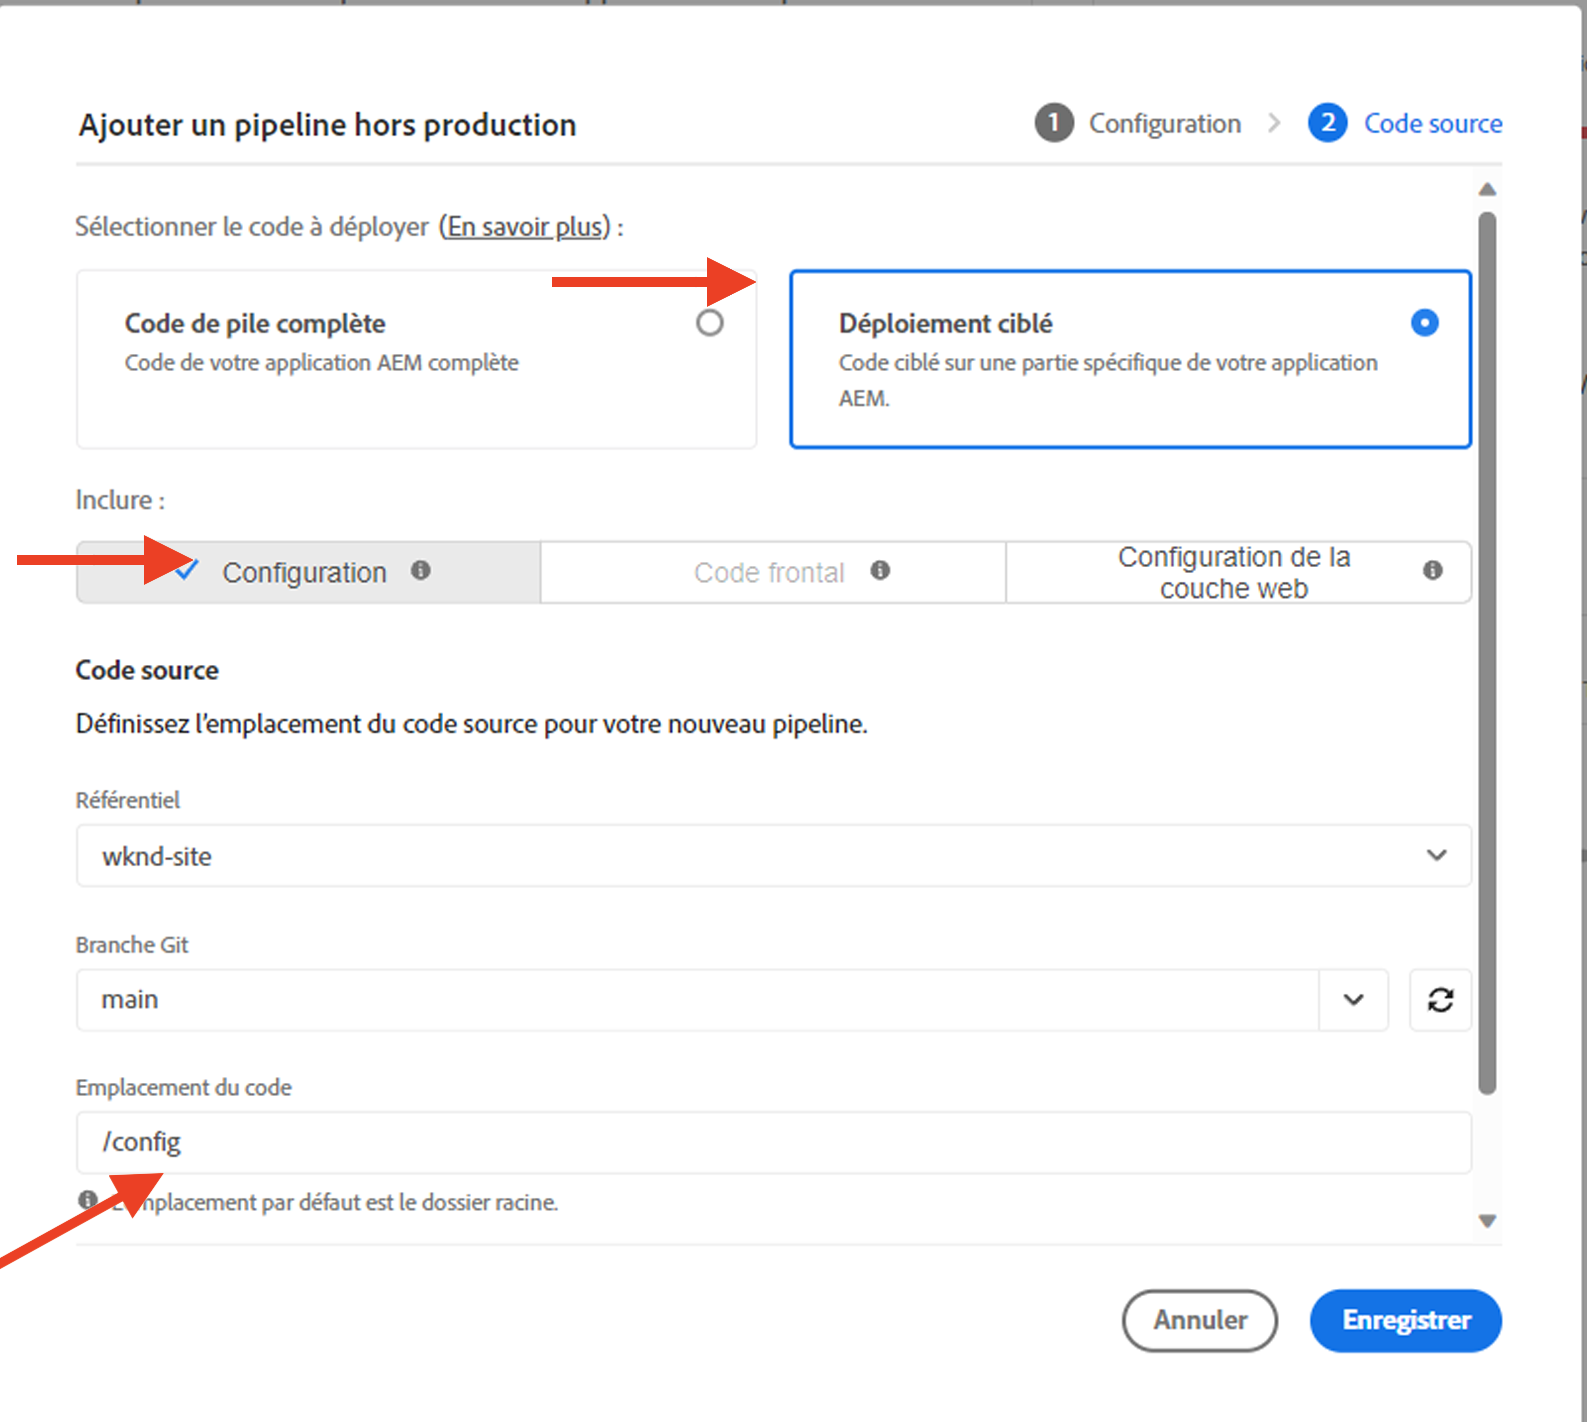 Ajouter un pipeline hors production
1 Configuration
2 Code source
Sélectionner le code à déployer (En savoir plus) :
Code de pile complète
Code de votre application AEM complète
Déploiement ciblé
Code ciblé sur une partie spécifique de votre application
AEM.
Inclure :
Configuration
Code frontal
Configuration de la
couche web
Code source
Définissez l'emplacement du code source pour votre nouveau pipeline.
Référentiel
wknd-site
Branche Git
main
Emplacement du code
/config
L'emplacement par défaut est le dossier racine.
Annuler
Enregistrer